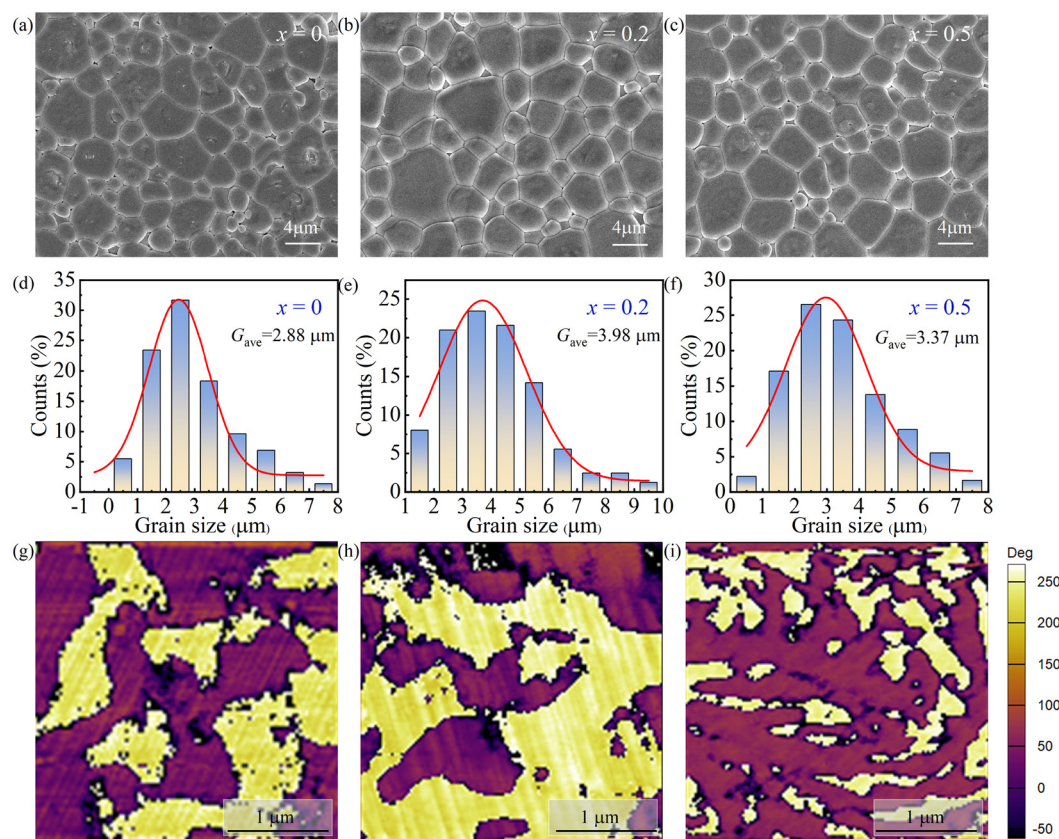 (a) x = 0
(b) x = 0.2
(c) x = 0.5
4μm
4μm
4μm
(d) x = 0
Gave=2.88 μm
Counts (%)
35
30
25
20
15
10
5
0
-1 0 1 2 3 4 5 6 7 8
Grain size (μm)
(e) x = 0.2
Gave=3.98 μm
Counts (%)
25
20
15
10
5
0
1 2 3 4 5 6 7 8 9 10
Grain size (μm)
(f) x = 0.5
Gave=3.37 μm
Counts (%)
30
25
20
15
10
5
0
1 2 3 4 5 6 7 8
Grain size (μm)
(g)
1 μm
(h)
1 μm
(i)
1 μm
Deg
250
200
150
100
50
0
-50